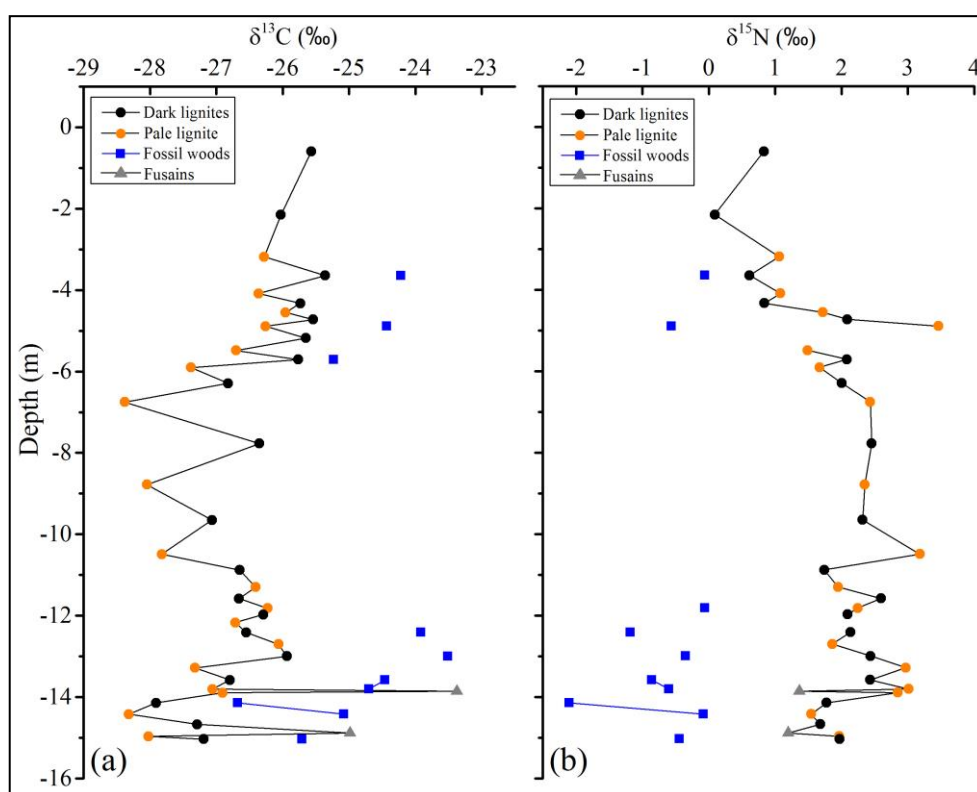 δ13C (‰)
-29 -28 -27 -26 -25 -24 -23
Dark lignites
Pale lignite
Fossil woods
Fusains
Depth (m)
0
-2
-4
-6
-8
-10
-12
-14
-16
(a)
δ15N (‰)
-2 -1 0 1 2 3 4
Dark lignites
Pale lignite
Fossil woods
Fusains
(b)